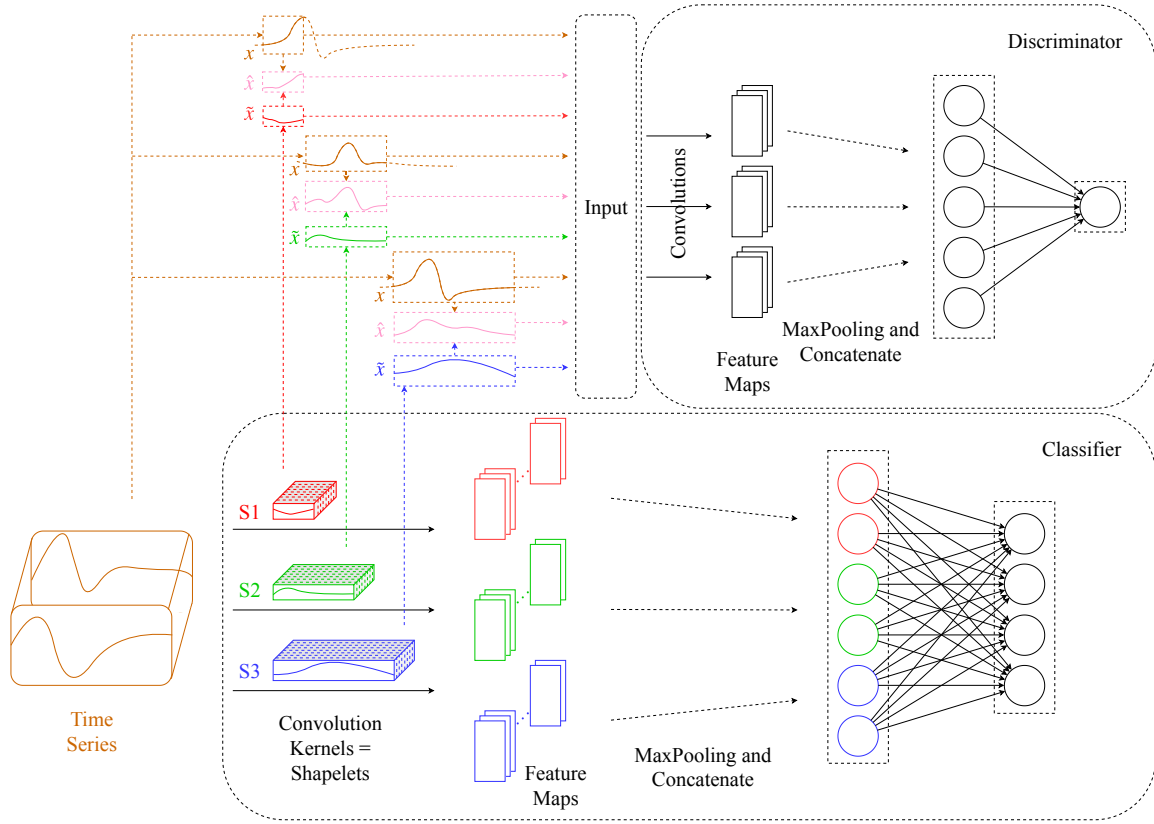 Discriminator
x
x̂
x̃
x
x̂
x̃
x
x̂
x̃
Input
Convolutions
Feature
Maps
MaxPooling and
Concatenate
Classifier
S1
S2
S3
Time
Series
Convolution
Kernels =
Shapelets
Feature
Maps
MaxPooling and
Concatenate